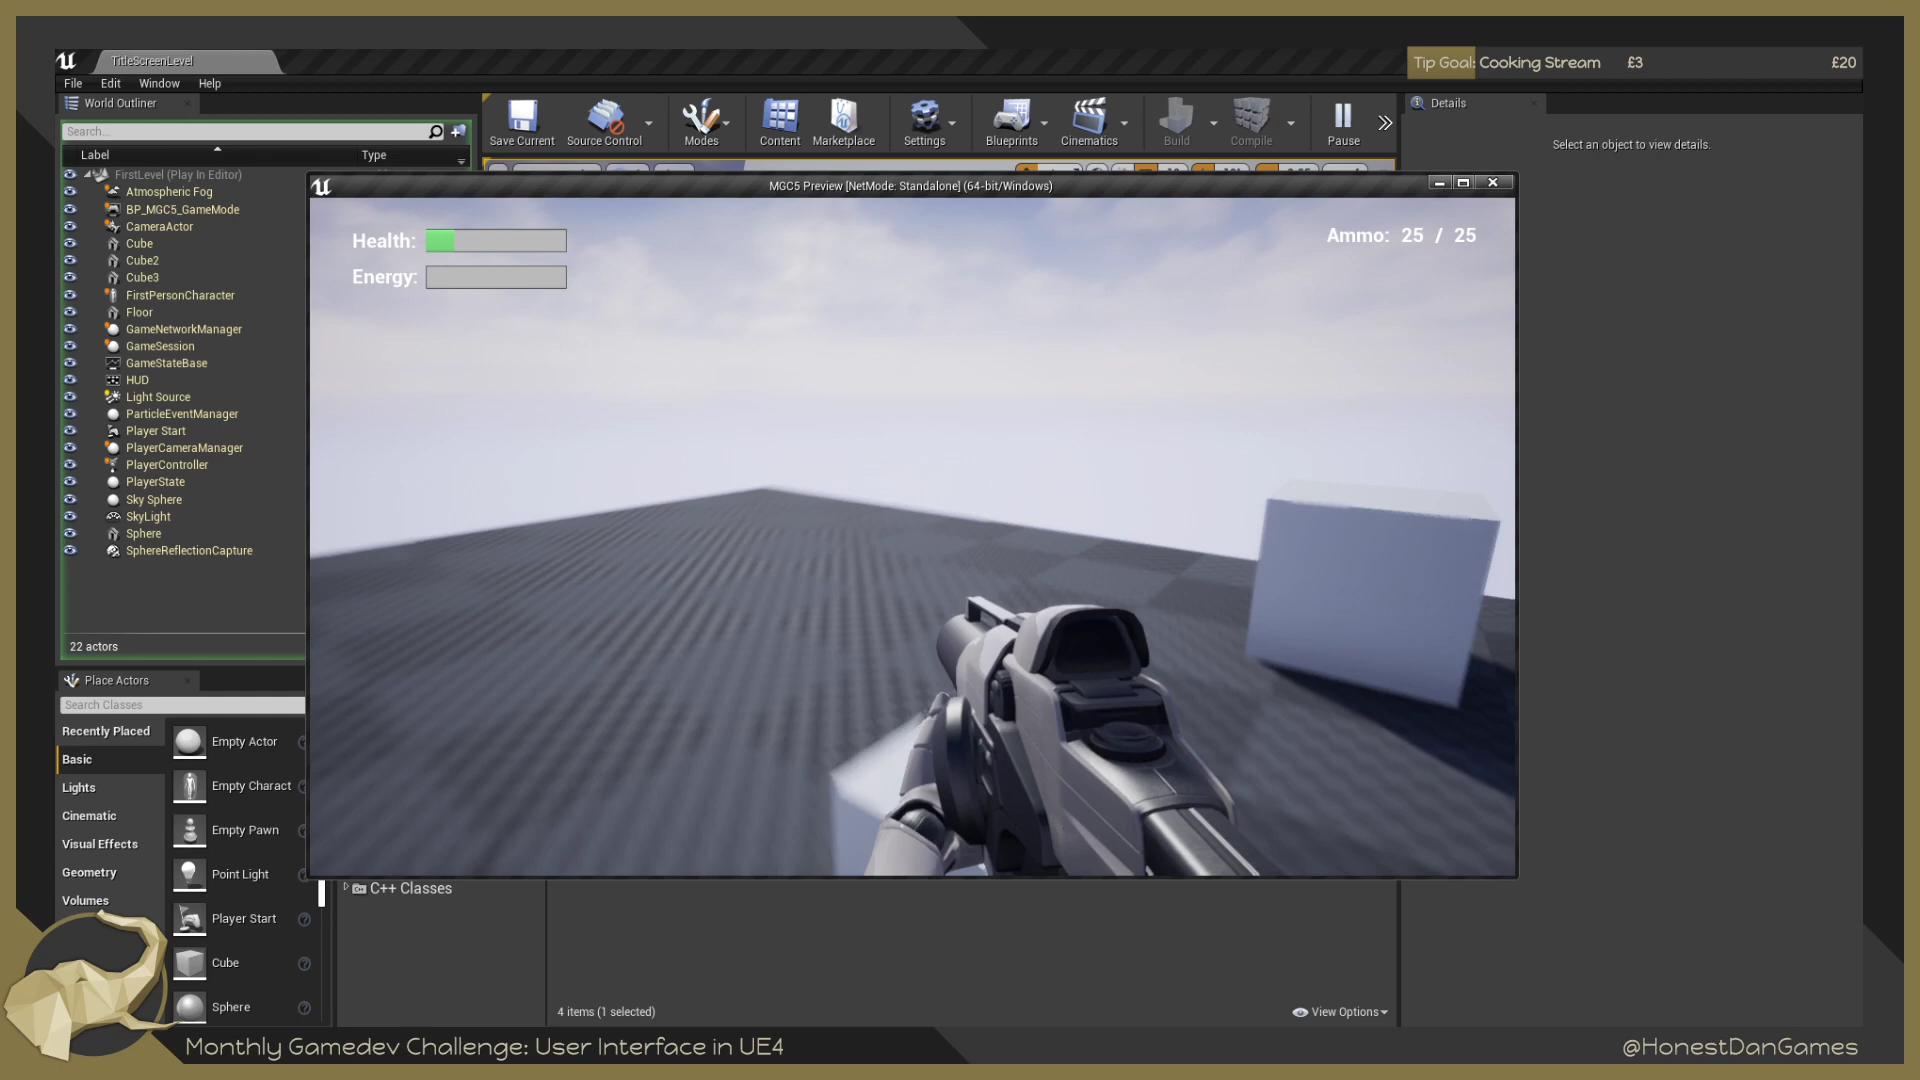 TitleScreenLevel
Tip Goal: Cooking Stream £3 £20
File Edit Window Help
World Outliner
Details
Search...
Save Current Source Control Modes Content Marketplace Settings Blueprints Cinematics Build Compile Pause
Select an object to view details.
Label Type
FirstLevel (Play In Editor)
Atmospheric Fog
BP_MGC5_GameMode
CameraActor
Cube
Cube2
Cube3
FirstPersonCharacter
Floor
GameNetworkManager
GameSession
GameStateBase
HUD
Light Source
ParticleEventManager
Player Start
PlayerCameraManager
PlayerController
PlayerState
Sky Sphere
SkyLight
Sphere
SphereReflectionCapture
22 actors
MGC5 Preview [NetMode: Standalone] (64-bit/Windows)
Health:
Energy:
Ammo: 25 / 25
Place Actors
Search Classes
Recently Placed
Basic
Lights
Cinematic
Visual Effects
Geometry
Volumes
Empty Actor
Empty Charact
Empty Pawn
Point Light
Player Start
Cube
Sphere
C++ Classes
4 items (1 selected)
View Options
Monthly Gamedev Challenge: User Interface in UE4
@HonestDanGames